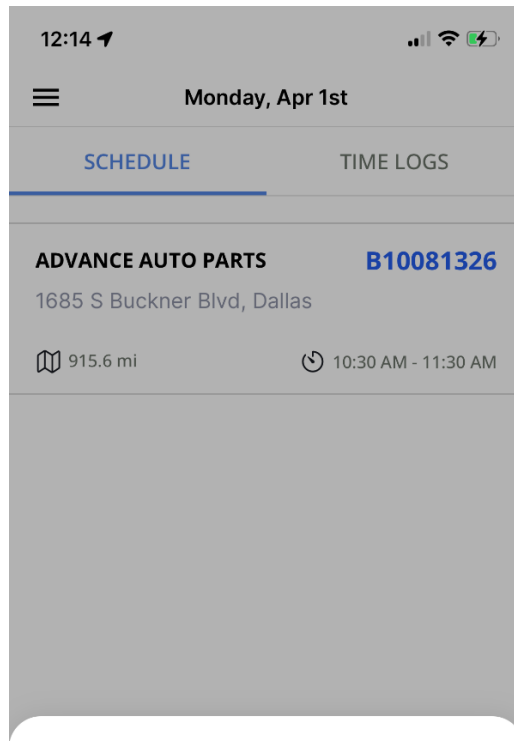 12:14
Monday, Apr 1st
SCHEDULE TIME LOGS
ADVANCE AUTO PARTS B10081326
1685 S Buckner Blvd, Dallas
915.6 mi 10:30 AM - 11:30 AM